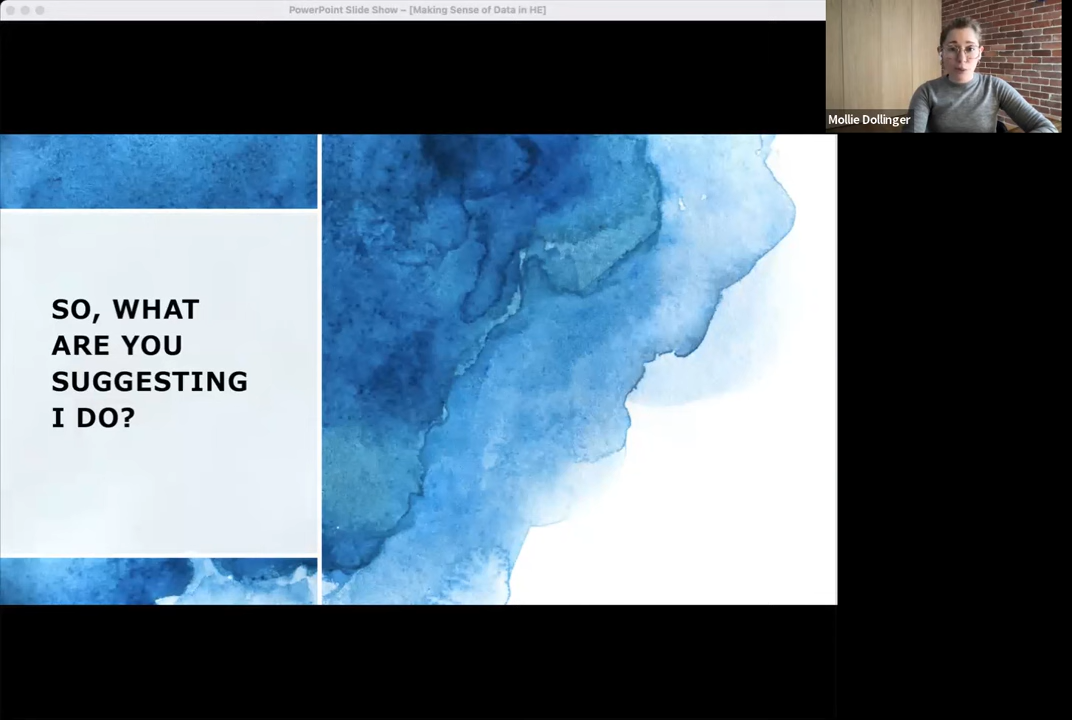 PowerPoint Slide Show – [Making Sense of Data in HE]
Mollie Dollinger
SO, WHAT
ARE YOU
SUGGESTING
I DO?